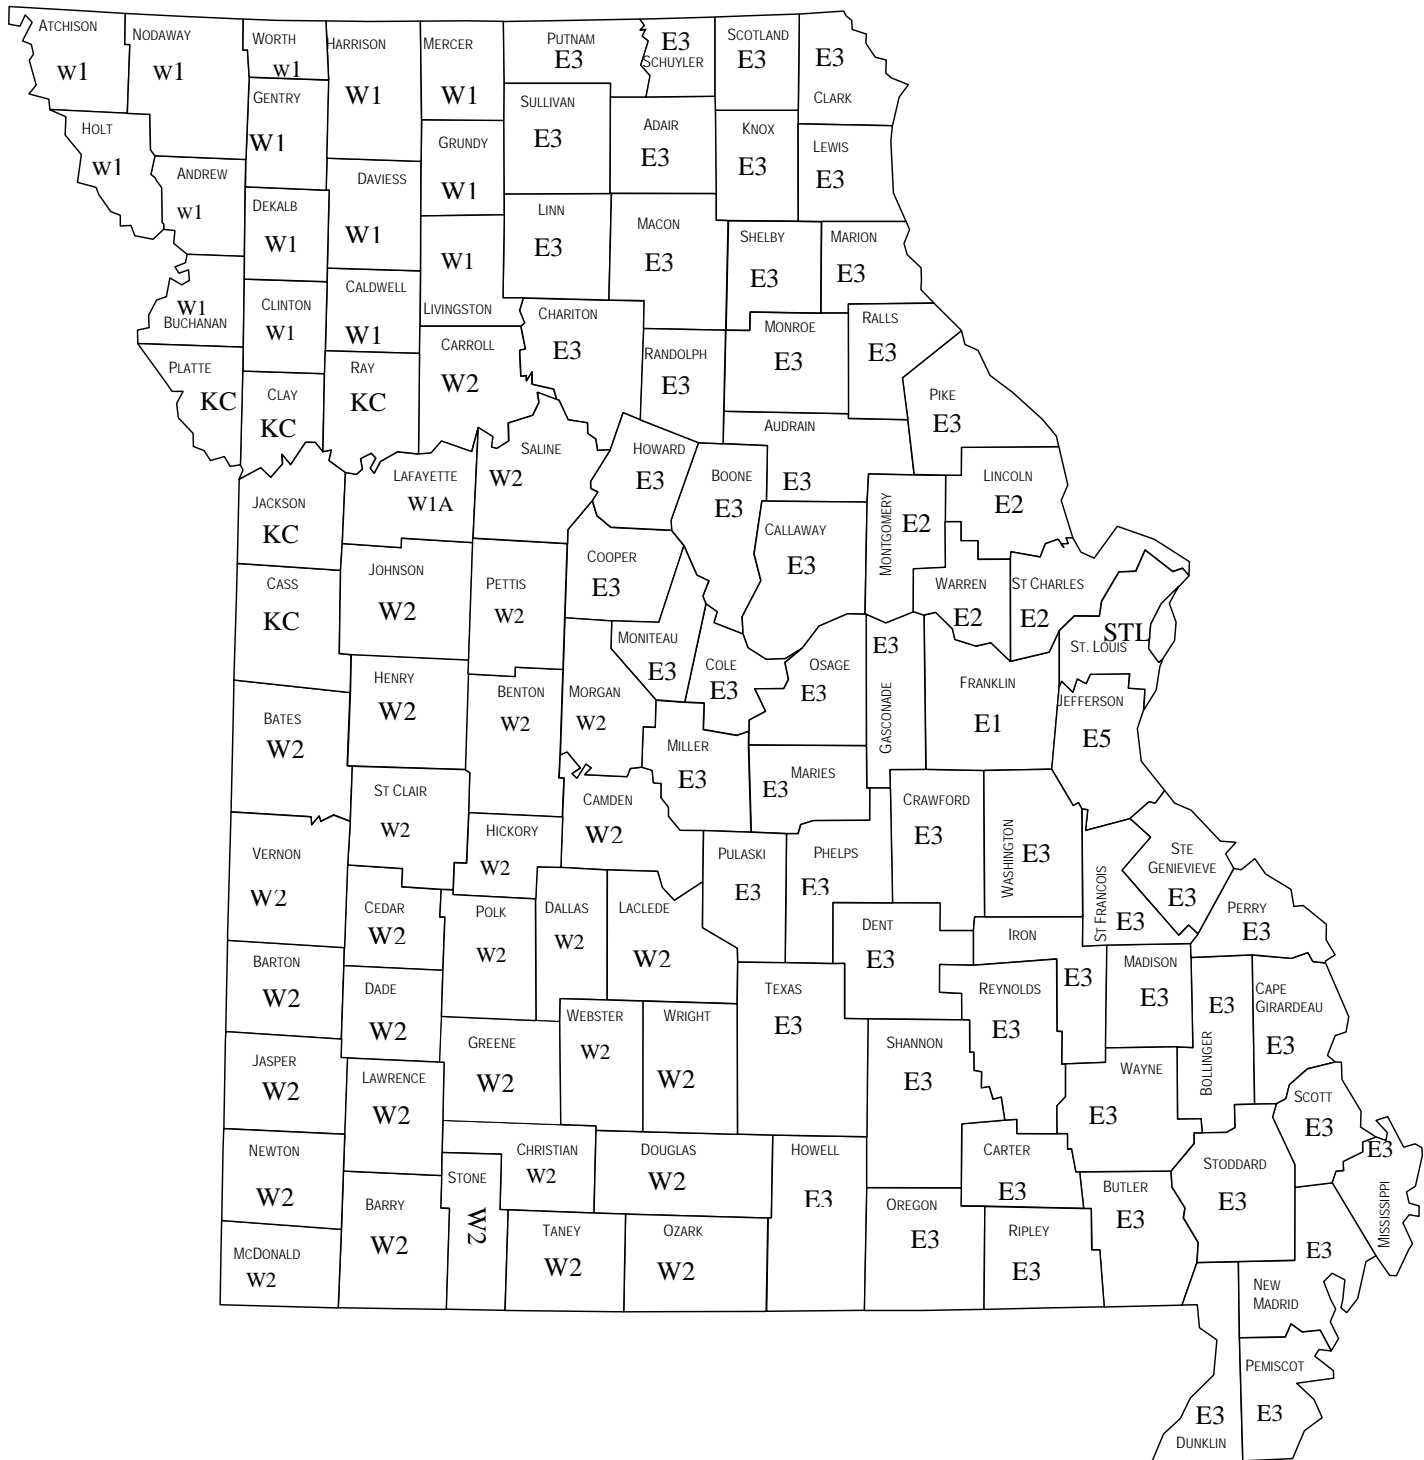 ATCHISON
W1
NODAWAY
W1
WORTH
W1
HARRISON
W1
MERCER
W1
PUTNAM
E3
E3
SCHUYLER
SCOTLAND
E3
E3
CLARK
HOLT
W1
ANDREW
W1
GENTRY
W1
DEKALB
W1
DAVIESS
W1
GRUNDY
W1
SULLIVAN
E3
ADAIR
E3
KNOX
E3
LEWIS
E3
LINN
E3
MACON
E3
SHELBY
E3
MARION
E3
W1
BUCHANAN
CLINTON
W1
CALDWELL
W1
W1
LIVINGSTON
CHARITON
E3
RANDOLPH
E3
MONROE
E3
RALLS
E3
PLATTE
KC
CLAY
KC
RAY
KC
CARROLL
W2
PIKE
E3
AUDRAIN
E3
JACKSON
KC
LAFAYETTE
W1A
SALINE
W2
HOWARD
E3
BOONE
E3
CALLAWAY
E3
MONTGOMERY
E2
LINCOLN
E2
CASS
KC
JOHNSON
W2
PETTIS
W2
COOPER
E3
MONITEAU
E3
COLE
E3
OSAGE
E3
E3
GASCONADE
WARREN
E2
ST CHARLES
E2
STL
ST. LOUIS
FRANKLIN
E1
JEFFERSON
E5
BATES
W2
HENRY
W2
BENTON
W2
MORGAN
W2
MILLER
E3
MARIES
E3
ST CLAIR
W2
HICKORY
W2
CAMDEN
W2
PULASKI
E3
PHELPS
E3
CRAWFORD
E3
WASHINGTON
E3
ST FRANCOIS
E3
STE
GENIEVIEVE
E3
PERRY
E3
VERNON
W2
CEDAR
W2
POLK
W2
DALLAS
W2
LACLEDE
W2
DENT
E3
IRON
E3
MADISON
E3
E3
BOLLINGER
CAPE
GIRARDEAU
E3
BARTON
W2
DADE
W2
GREENE
W2
WEBSTER
W2
WRIGHT
W2
TEXAS
E3
SHANNON
E3
REYNOLDS
E3
WAYNE
E3
SCOTT
E3
JASPER
W2
LAWRENCE
W2
CHRISTIAN
W2
DOUGLAS
W2
HOWELL
E3
CARTER
E3
BUTLER
E3
STODDARD
E3
E3
MISSISSIPPI
NEWTON
W2
BARRY
W2
STONE
W2
TANEY
W2
OZARK
W2
OREGON
E3
RIPLEY
E3
E3
NEW
MADRID
MCDONALD
W2
PEMISCOT
E3
E3
DUNKLIN